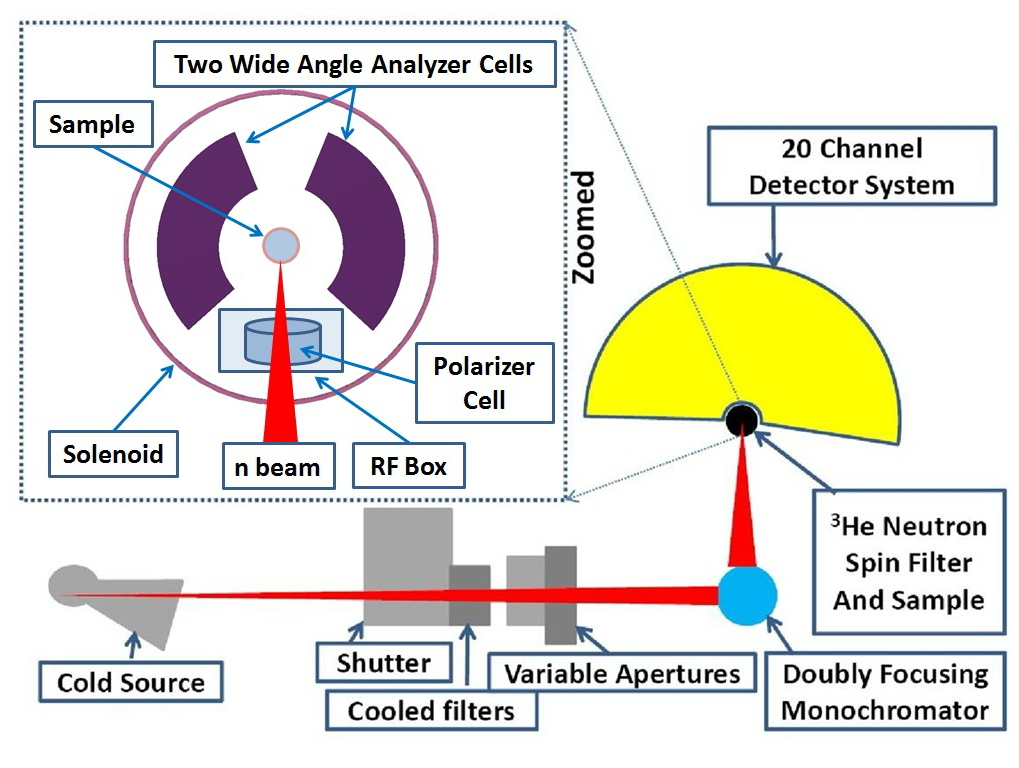 Two Wide Angle Analyzer Cells
Sample
Polarizer
Cell
Solenoid
n beam
RF Box
Zoomed
20 Channel
Detector System
³He Neutron
Spin Filter
And Sample
Cold Source
Shutter
Cooled filters
Variable Apertures
Doubly Focusing
Monochromator